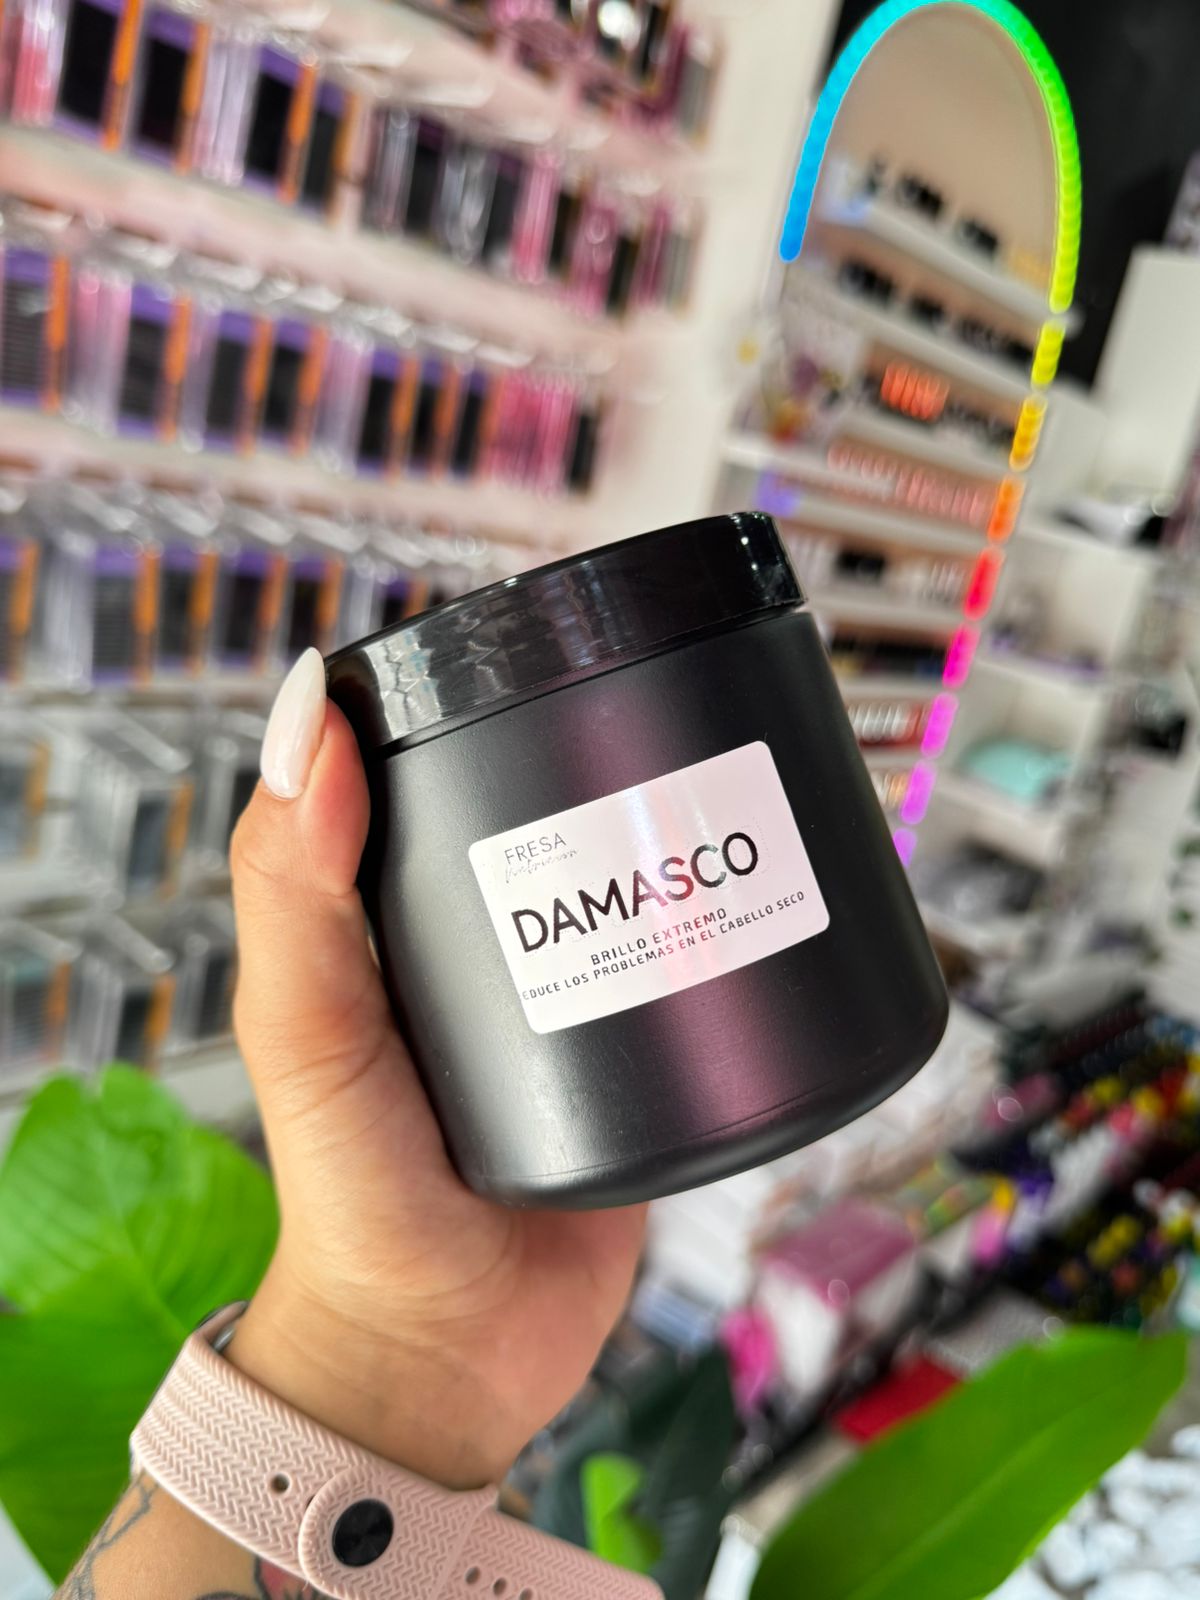 FRESA
DAMASCO
BRILLO EXTREMO
EDUCE LOS PROBLEMAS EN EL CABELLO SECO